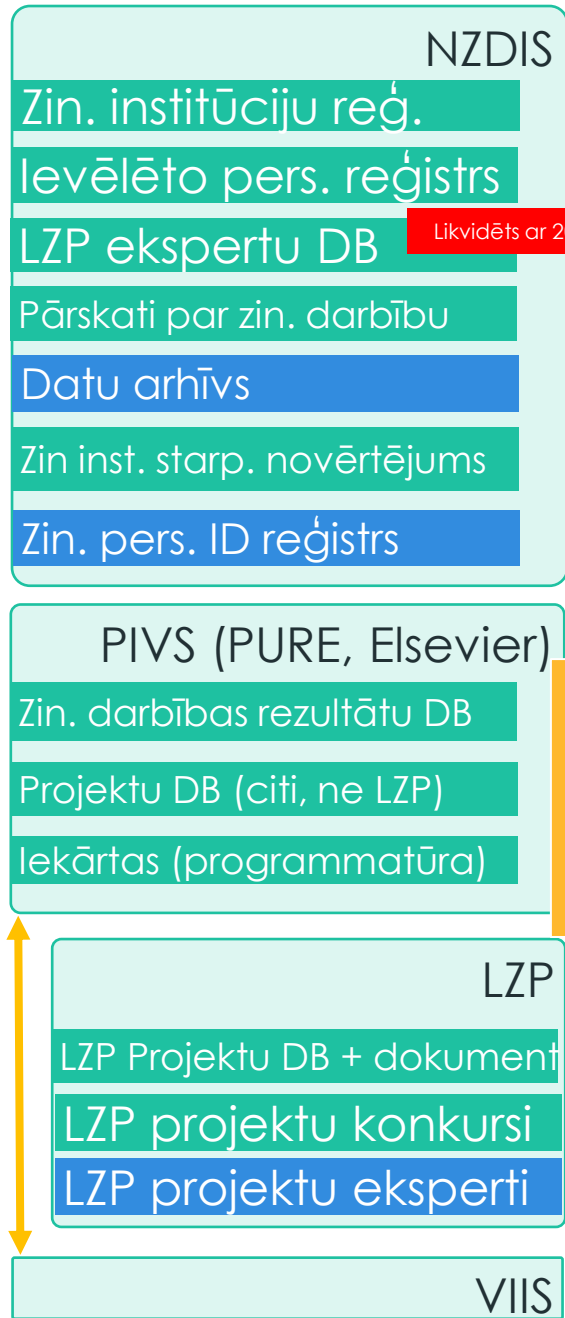 NZDIS
Zin. institūciju reģ.
Ievēlēto pers. reģistrs
LZP ekspertu DB
Likvidēts ar
Pārskati par zin. darbību
Datu arhīvs
Zin inst. starp. novērtējums
Zin. pers. ID reģistrs
PIVS (PURE, Elsevier)
Zin. darbības rezultātu DB
Projektu DB (citi, ne LZP)
Iekārtas (programmatūra)
LZP
LZP Projektu DB + dokument
LZP projektu konkursi
LZP projektu eksperti
VIIS